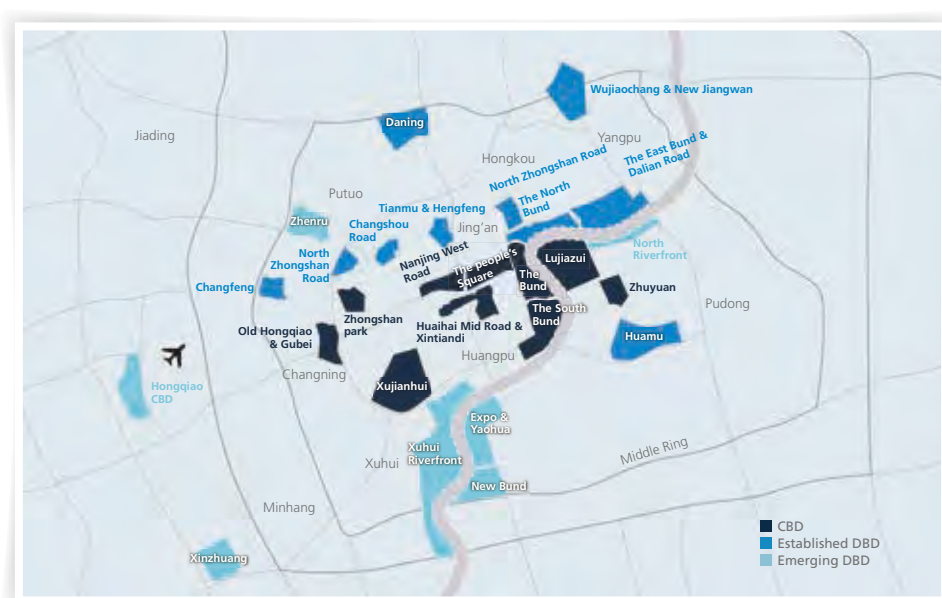 Wujiaochang & New Jiangwan
Daning
Jiading
Yangpu
Hongkou
The East Bund &
Dalian Road
North Zhongshan Road
The North
Bund
Putuo
Tianmu & Hengfeng
Zhenru
Changshou
Road
Jing'an
North
Zhongshan
Road
Nanjing West
Road
The people's
Square
Lujiazui
North
Riverfront
Changfeng
The
Bund
Zhuyuan
Pudong
Zhongshan
park
Old Hongqiao
& Gubei
Huaihai Mid Road &
Xintiandi
The South
Bund
Huamu
Huangpu
Changning
Xujianhui
Hongqiao
CBD
Expo &
Yaohua
Xuhui
Riverfront
Xuhui
Middle Ring
New Bund
Minhang
Xinzhuang
CBD
Established DBD
Emerging DBD